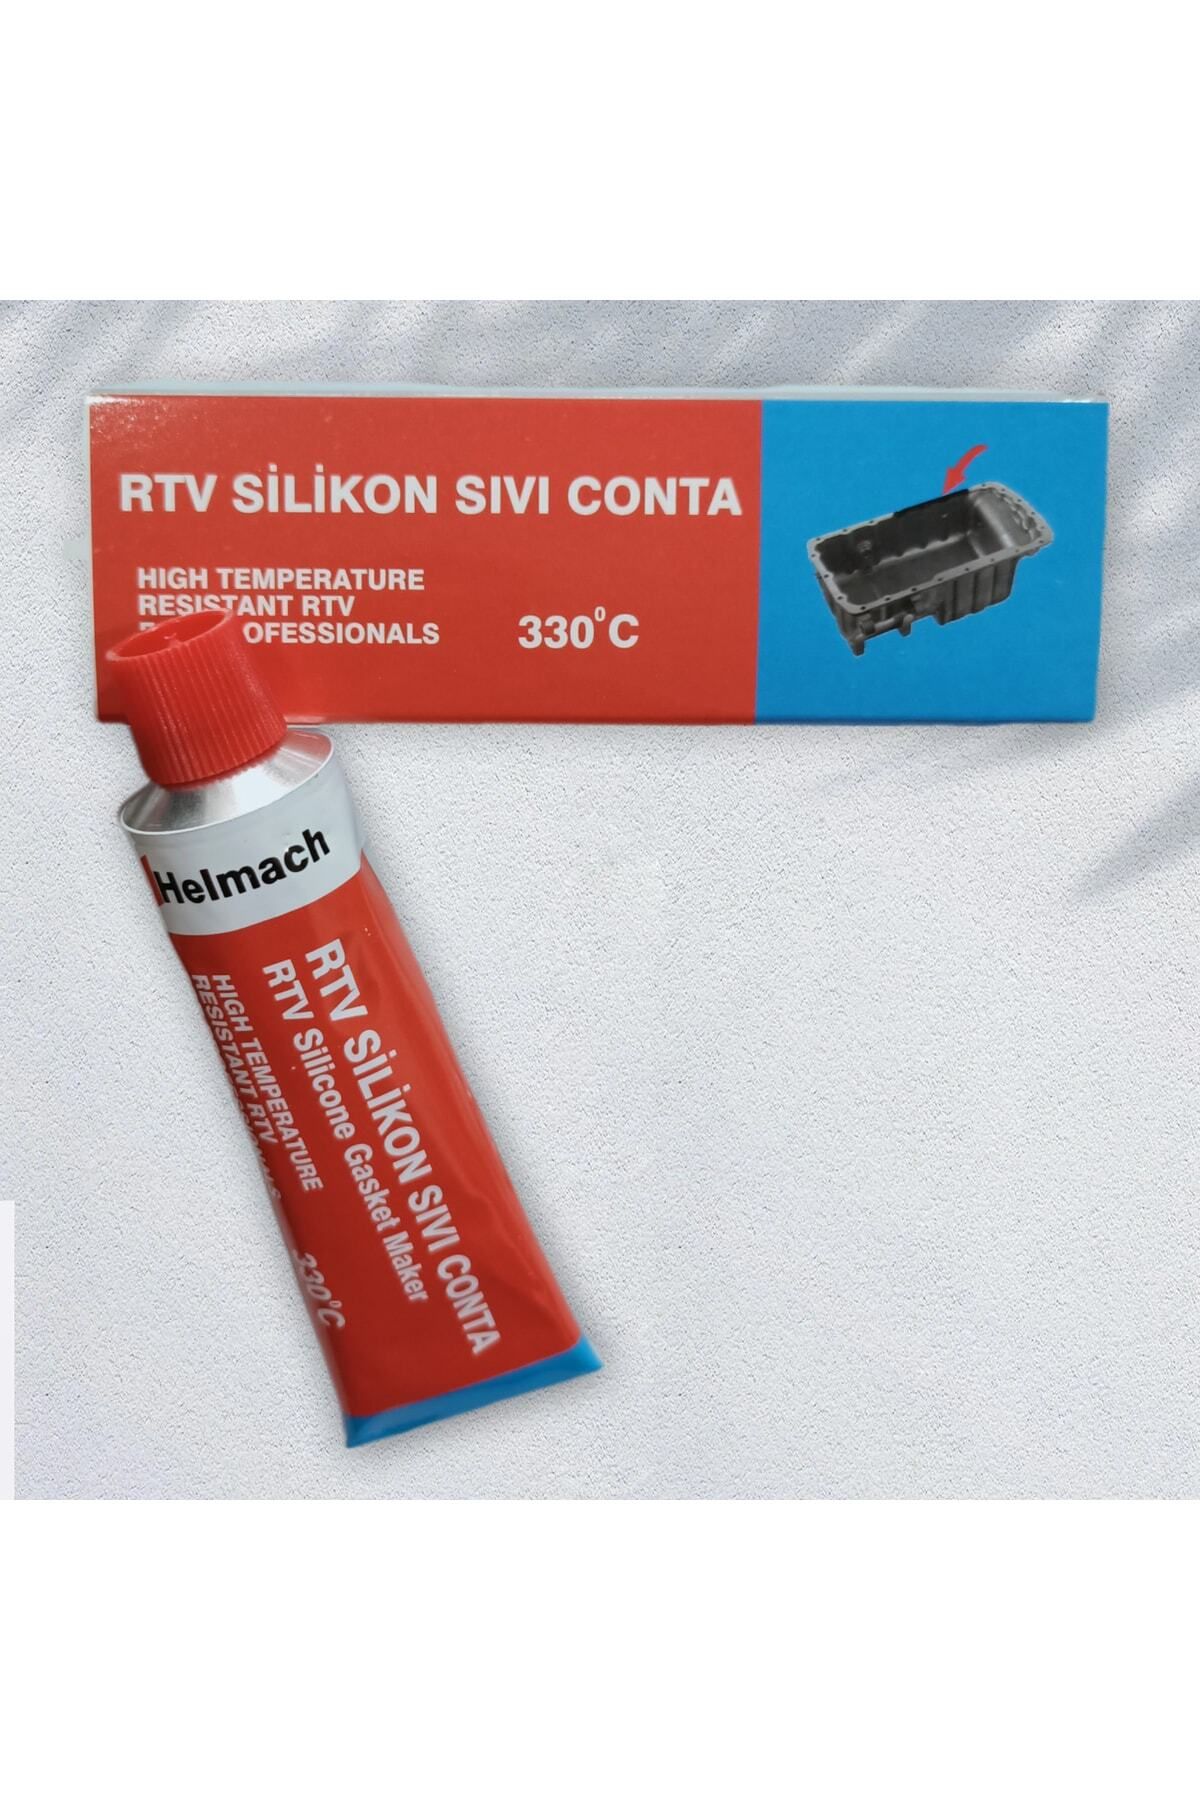 RTV SİLİKON SIVI CONTA
HIGH TEMPERATURE
RESISTANT RTV
OFESSIONALS
330°C
Helmach
RTV SİLİKON SIVI CONTA
RTV Silicone Gasket Maker
HIGH TEMPERATURE
RESISTANT RTV
330°C